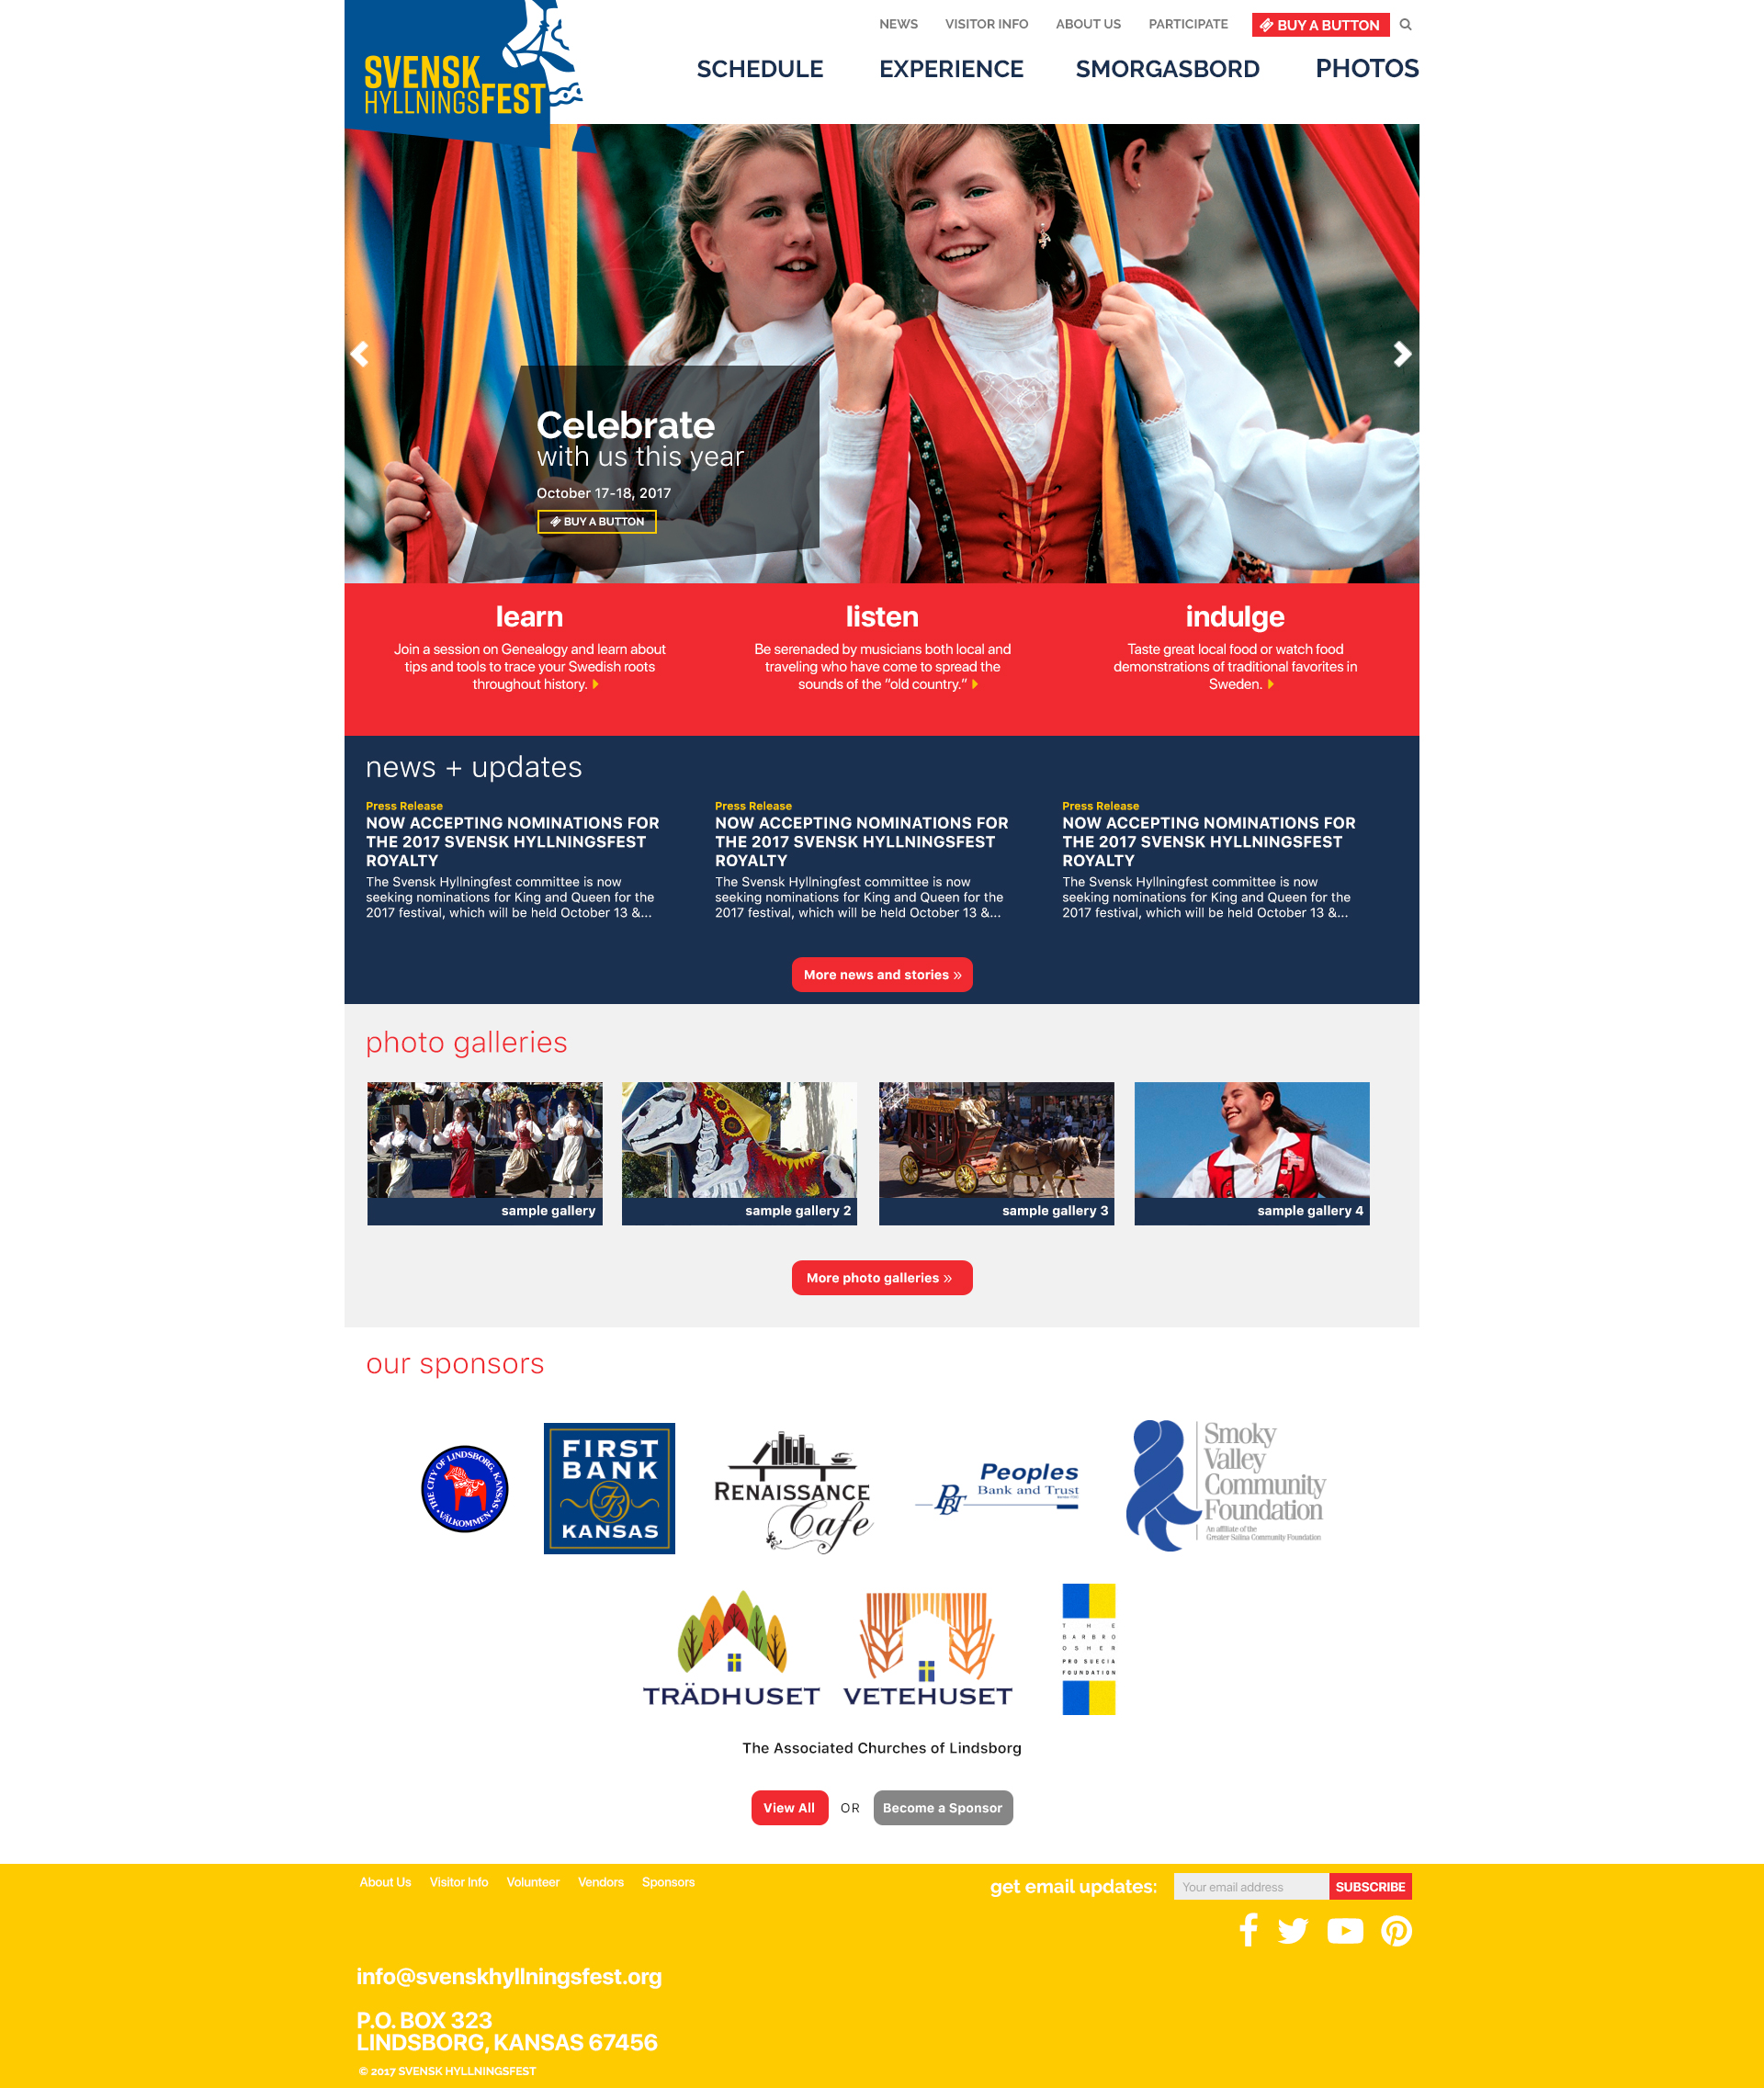 SVENSK
HYLLNINGSFEST
NEWS VISITOR INFO ABOUT US PARTICIPATE BUY A BUTTON
SCHEDULE EXPERIENCE SMORGASBORD PHOTOS
Celebrate
with us this year
October 17-18, 2017
BUY A BUTTON
learn
Join a session on Genealogy and learn about
tips and tools to trace your Swedish roots
throughout history.
listen
Be serenaded by musicians both local and
traveling who have come to spread the
sounds of the “old country.”
indulge
Taste great local food or watch food
demonstrations of traditional favorites in
Sweden.
news + updates
Press Release
NOW ACCEPTING NOMINATIONS FOR
THE 2017 SVENSK HYLLNINGSFEST
ROYALTY
The Svensk Hyllningfest committee is now
seeking nominations for King and Queen for the
2017 festival, which will be held October 13 &...
Press Release
NOW ACCEPTING NOMINATIONS FOR
THE 2017 SVENSK HYLLNINGSFEST
ROYALTY
The Svensk Hyllningfest committee is now
seeking nominations for King and Queen for the
2017 festival, which will be held October 13 &...
Press Release
NOW ACCEPTING NOMINATIONS FOR
THE 2017 SVENSK HYLLNINGSFEST
ROYALTY
The Svensk Hyllningfest committee is now
seeking nominations for King and Queen for the
2017 festival, which will be held October 13 &...
More news and stories »
photo galleries
sample gallery
sample gallery 2
sample gallery 3
sample gallery 4
More photo galleries »
our sponsors
THE CITY OF LINDSBORG, KANSAS
• VÄLKOMMEN •
FIRST
BANK
FB
KANSAS
RENAISSANCE
Cafe
PBT
Peoples
Bank and Trust
Smoky
Valley
Community
Foundation
An affiliate of the
Greater Salina Community Foundation
TRÄDHUSET
VETEHUSET
THE
BARBRO
OSHER
PRO SUECIA
FOUNDATION
The Associated Churches of Lindsborg
View All OR Become a Sponsor
About Us Visitor Info Volunteer Vendors Sponsors
get email updates: Your email address SUBSCRIBE
info@svenskhyllningsfest.org
P.O. BOX 323
LINDSBORG, KANSAS 67456
© 2017 SVENSK HYLLNINGSFEST